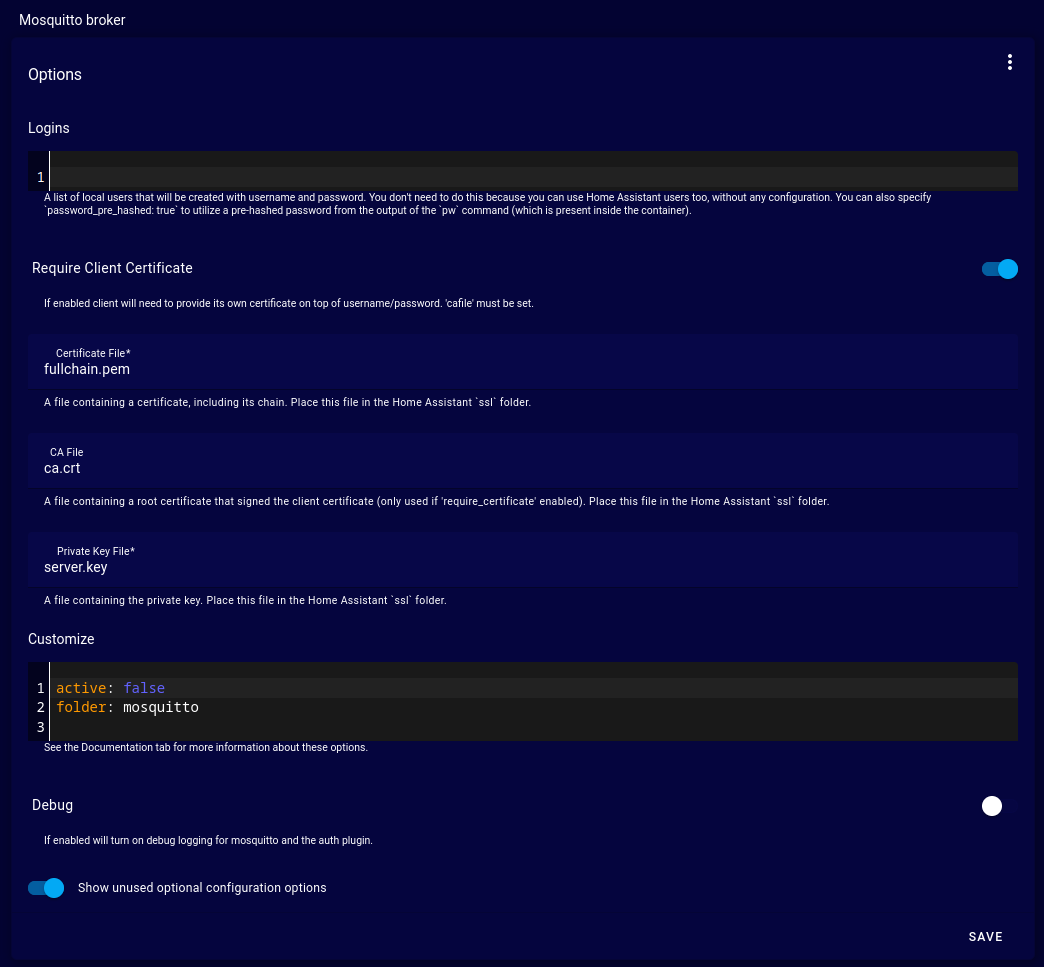 Mosquitto broker
Options
Logins
1
A list of local users that will be created with username and password. You don't need to do this because you can use Home Assistant users too, without any configuration. You can also specify
`password_pre_hashed: true` to utilize a pre-hashed password from the output of the `pw` command (which is present inside the container).
Require Client Certificate
If enabled client will need to provide its own certificate on top of username/password. 'cafile' must be set.
Certificate File*
fullchain.pem
A file containing a certificate, including its chain. Place this file in the Home Assistant `ssl` folder.
CA File
ca.crt
A file containing a root certificate that signed the client certificate (only used if 'require_certificate' enabled). Place this file in the Home Assistant `ssl` folder.
Private Key File*
server.key
A file containing the private key. Place this file in the Home Assistant `ssl` folder.
Customize
1 active: false
2 folder: mosquitto
3
See the Documentation tab for more information about these options.
Debug
If enabled will turn on debug logging for mosquitto and the auth plugin.
Show unused optional configuration options
SAVE